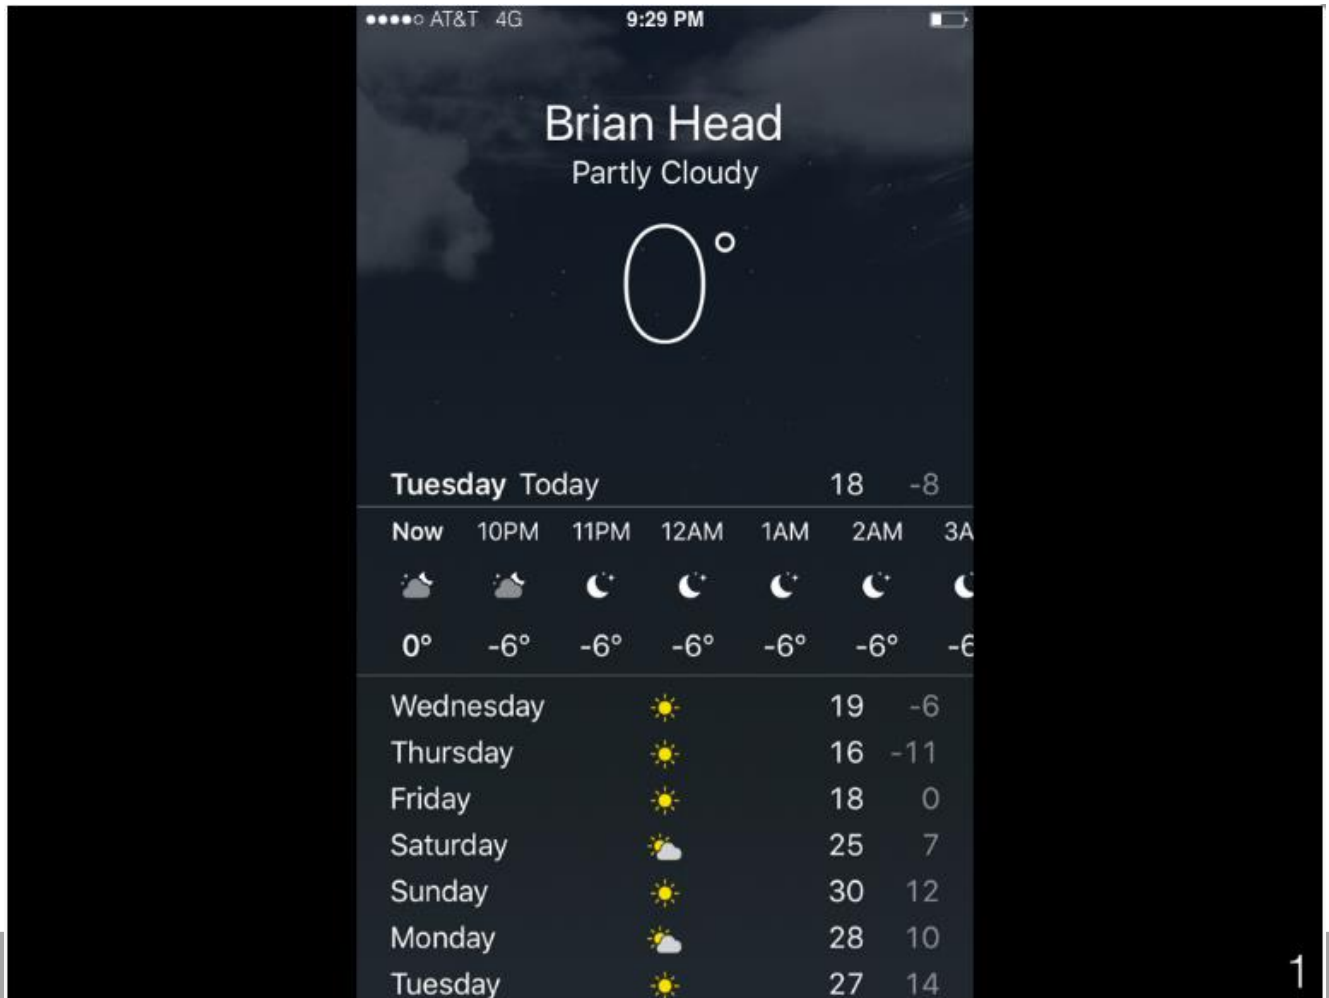 AT&T 4G 9:29 PM
Brian Head
Partly Cloudy
0°
Tuesday Today 18 -8
Now 10PM 11PM 12AM 1AM 2AM 3A
0° -6° -6° -6° -6° -6° -6
Wednesday 19 -6
Thursday 16 -11
Friday 18 0
Saturday 25 7
Sunday 30 12
Monday 28 10
Tuesday 27 14
1